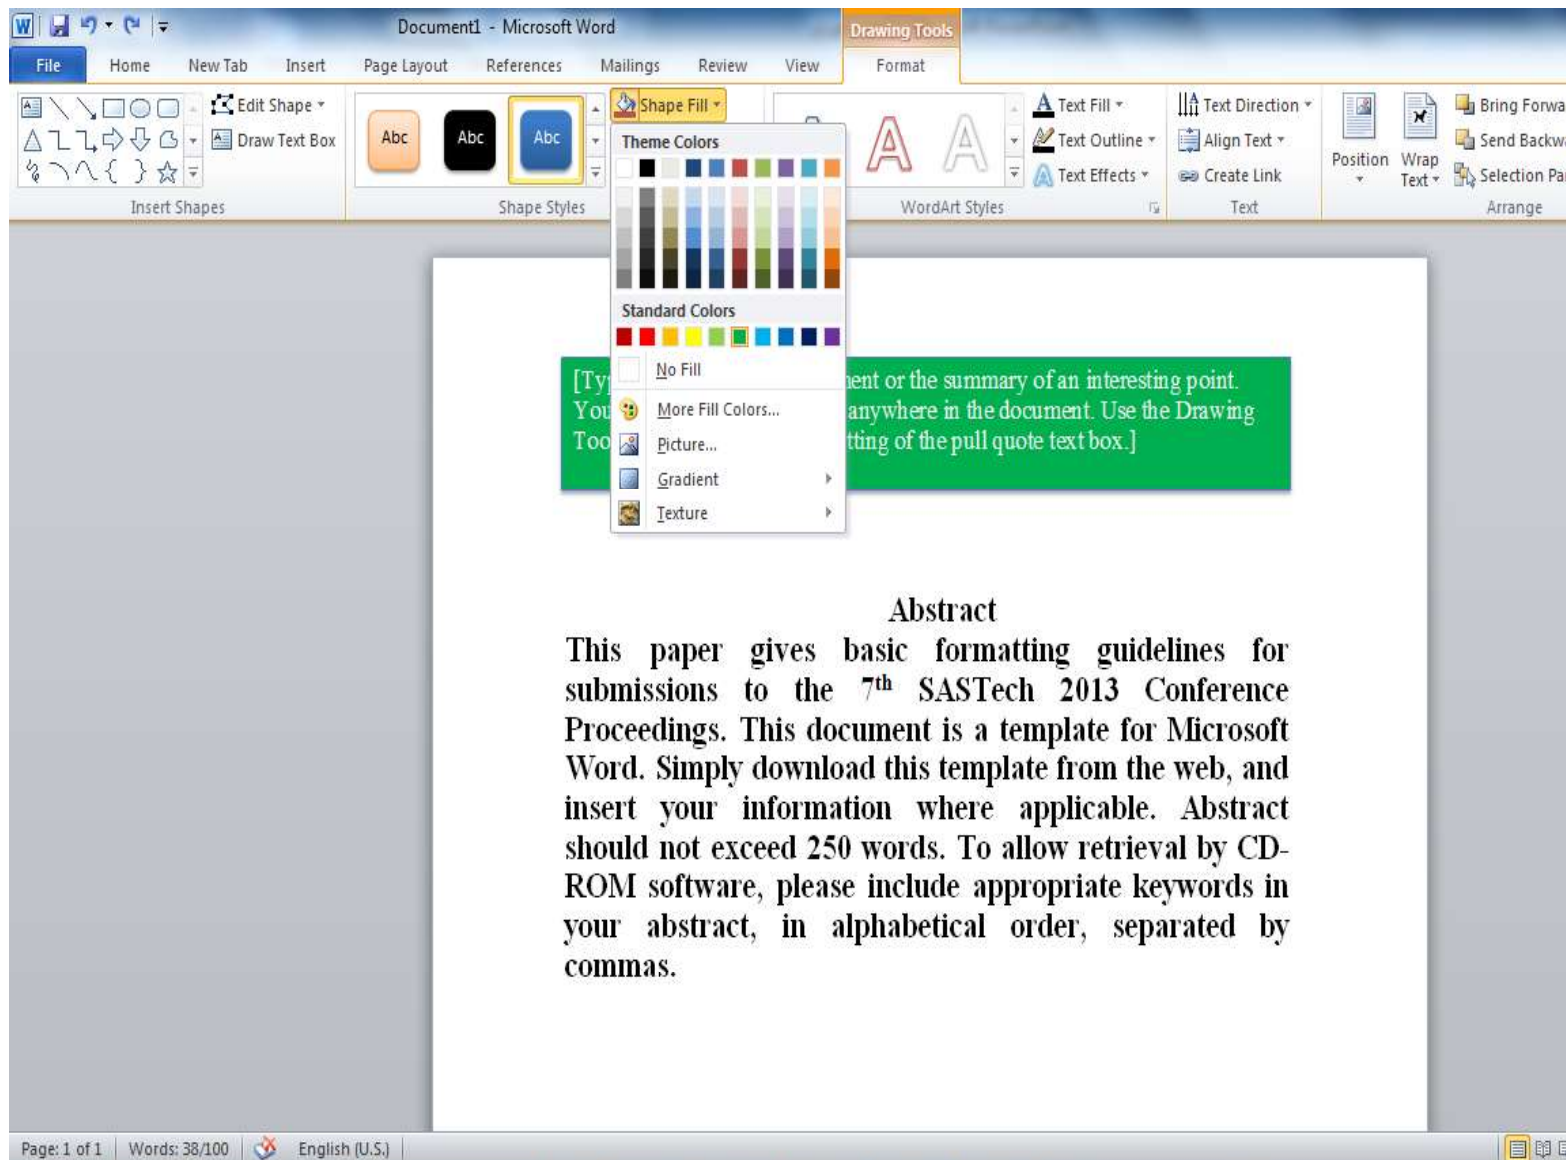 Document1 - Microsoft Word
Drawing Tools
File Home New Tab Insert Page Layout References Mailings Review View Format
Edit Shape
Draw Text Box
Insert Shapes
Abc Abc Abc
Shape Styles
Shape Fill
Theme Colors
Standard Colors
No Fill
More Fill Colors...
Picture...
Gradient
Texture
Text Fill
Text Outline
Text Effects
WordArt Styles
Text Direction
Align Text
Create Link
Text
Position
Wrap
Text
Bring Forwa
Send Backwa
Selection Pa
Arrange
[Ty ent or the summary of an interesting point.
You anywhere in the document. Use the Drawing
Too tting of the pull quote text box.]
Abstract
This paper gives basic formatting guidelines for
submissions to the 7th SASTech 2013 Conference
Proceedings. This document is a template for Microsoft
Word. Simply download this template from the web, and
insert your information where applicable. Abstract
should not exceed 250 words. To allow retrieval by CD-
ROM software, please include appropriate keywords in
your abstract, in alphabetical order, separated by
commas.
Page: 1 of 1 Words: 38/100 English (U.S.)